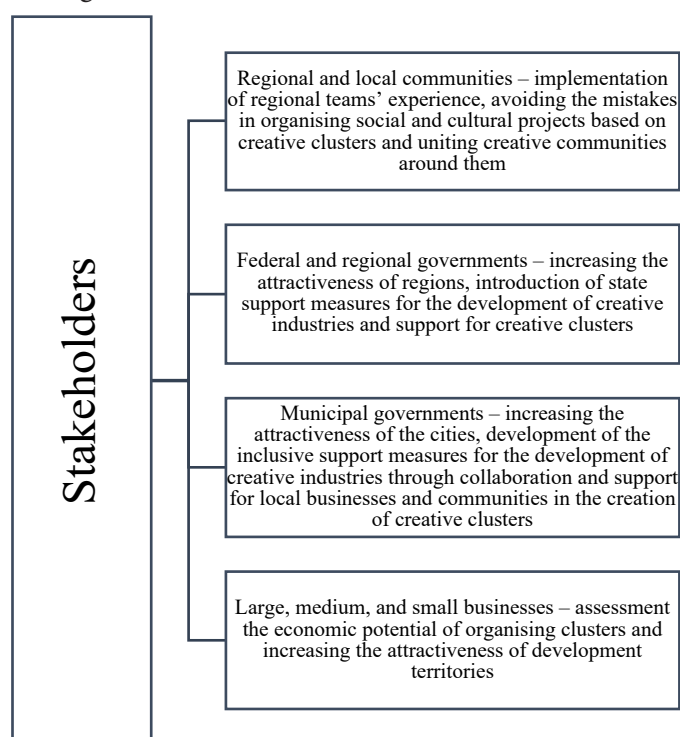 Stakeholders
Regional and local communities – implementation
of regional teams’ experience, avoiding the mistakes
in organising social and cultural projects based on
creative clusters and uniting creative communities
around them
Federal and regional governments – increasing the
attractiveness of regions, introduction of state
support measures for the development of creative
industries and support for creative clusters
Municipal governments – increasing the
attractiveness of the cities, development of the
inclusive support measures for the development of
creative industries through collaboration and support
for local businesses and communities in the creation
of creative clusters
Large, medium, and small businesses – assessment
the economic potential of organising clusters and
increasing the attractiveness of development
territories